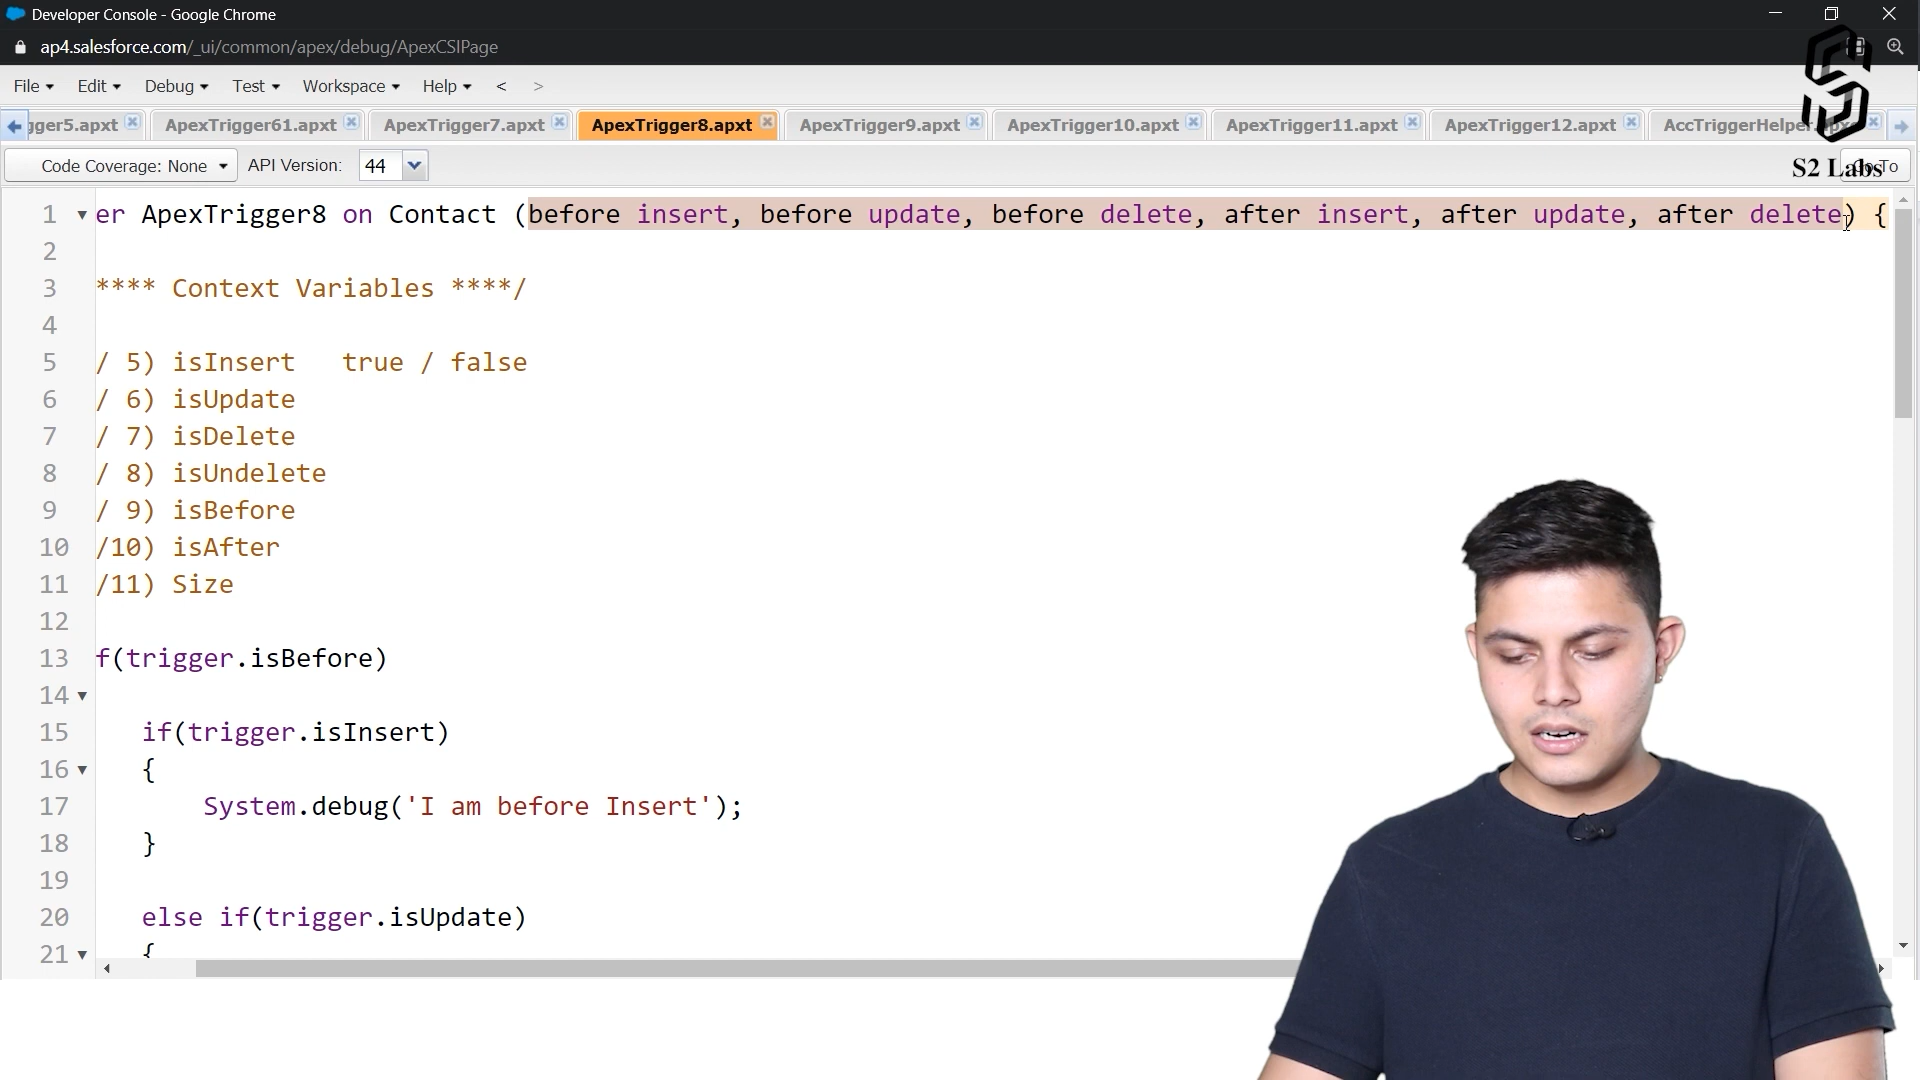 Developer Console - Google Chrome
ap4.salesforce.com/_ui/common/apex/debug/ApexCSIPage
File Edit Debug Test Workspace Help < >
gger5.apxt ApexTrigger61.apxt ApexTrigger7.apxt ApexTrigger8.apxt ApexTrigger9.apxt ApexTrigger10.apxt ApexTrigger11.apxt ApexTrigger12.apxt AccTriggerHelper.apxc
Code Coverage: None API Version: 44 Go To
S2 Labs
1 er ApexTrigger8 on Contact (before insert, before update, before delete, after insert, after update, after delete) {
2
3 **** Context Variables ****/
4
5 / 5) isInsert true / false
6 / 6) isUpdate
7 / 7) isDelete
8 / 8) isUndelete
9 / 9) isBefore
10 /10) isAfter
11 /11) Size
12
13 f(trigger.isBefore)
14
15 if(trigger.isInsert)
16 {
17 System.debug('I am before Insert');
18 }
19
20 else if(trigger.isUpdate)
21 {